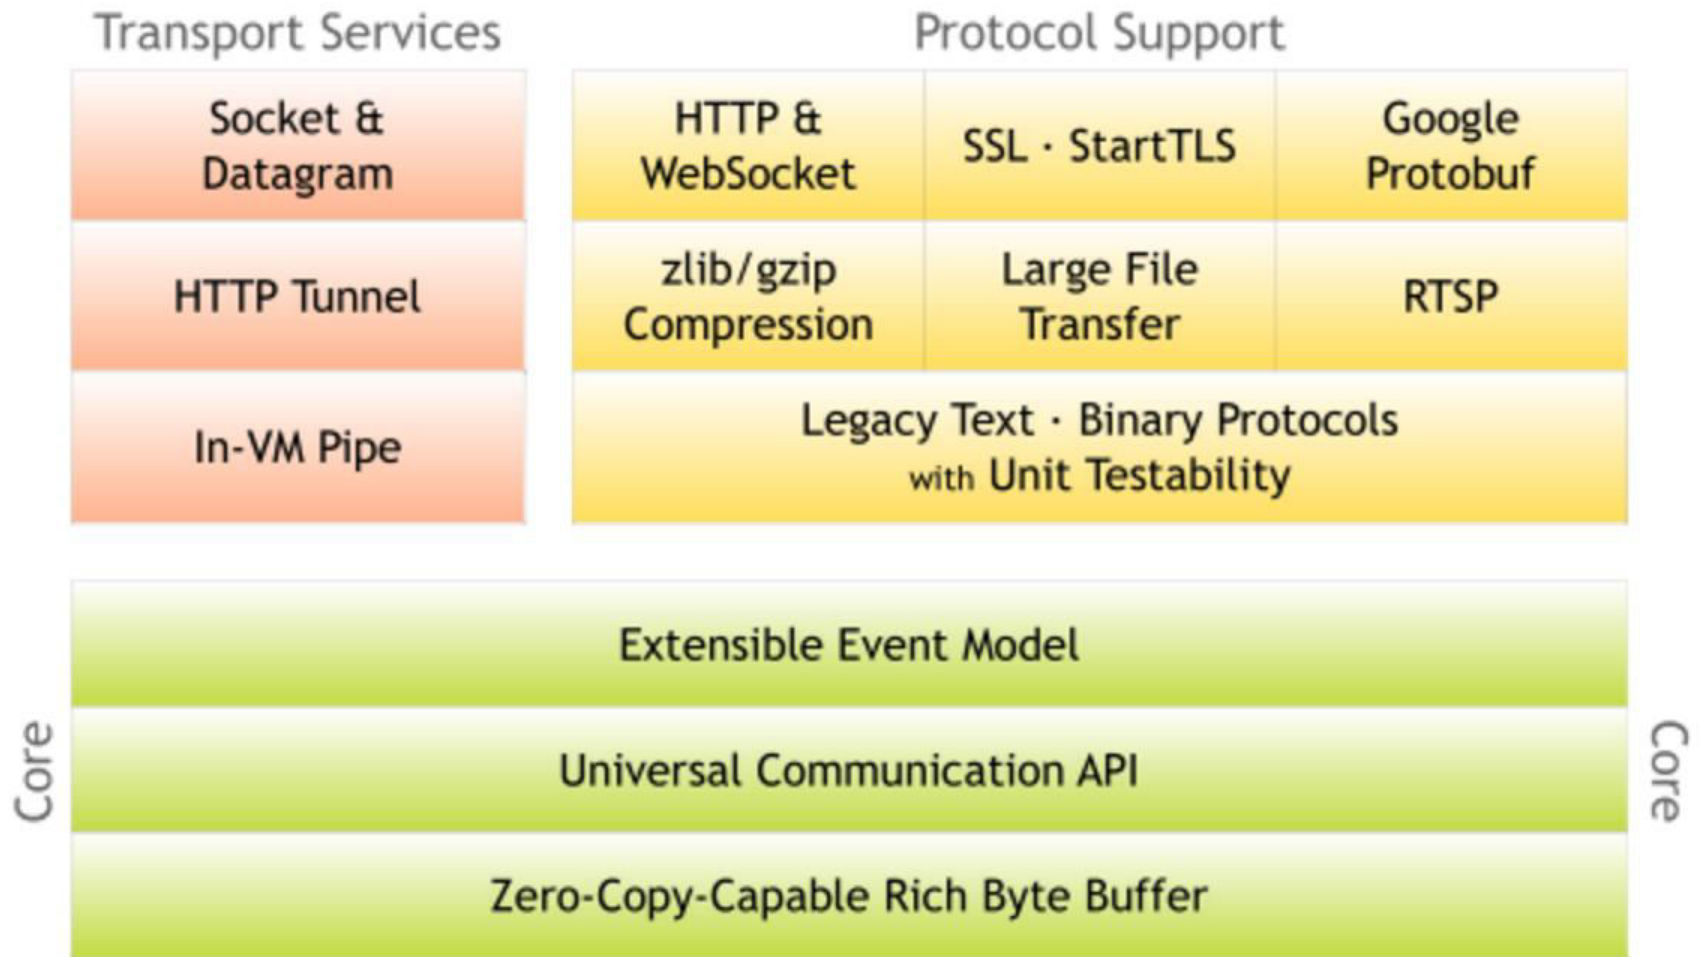 Transport Services
Protocol Support
Socket &
Datagram
HTTP &
WebSocket
SSL · StartTLS
Google
Protobuf
HTTP Tunnel
zlib/gzip
Compression
Large File
Transfer
RTSP
In-VM Pipe
Legacy Text · Binary Protocols
with Unit Testability
Core
Extensible Event Model
Universal Communication API
Zero-Copy-Capable Rich Byte Buffer
Core